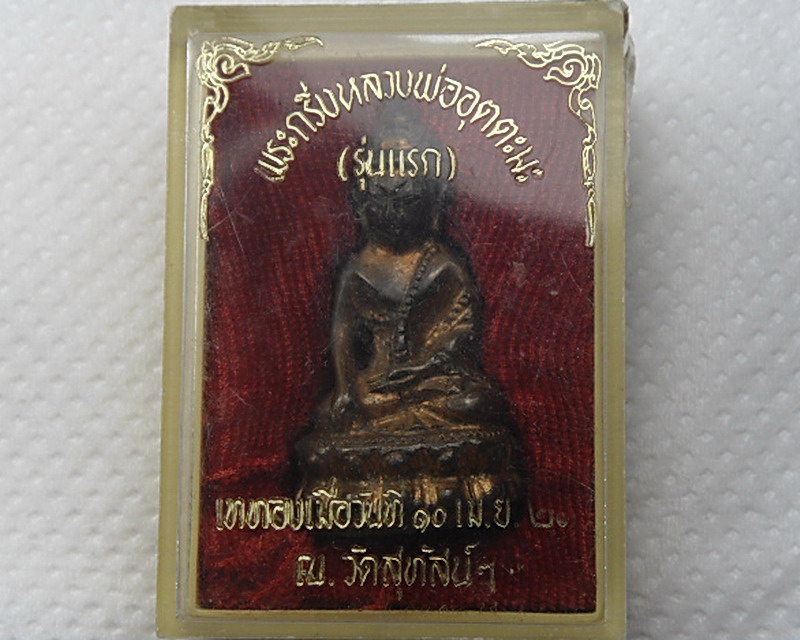 พระกริ่งหลวงพ่ออุตตะมะ
(รุ่นแรก)
เททองเมื่อวันที่ ๑๐ เม.ย. ๒๐
ณ. วัดสุทัสน์ฯ